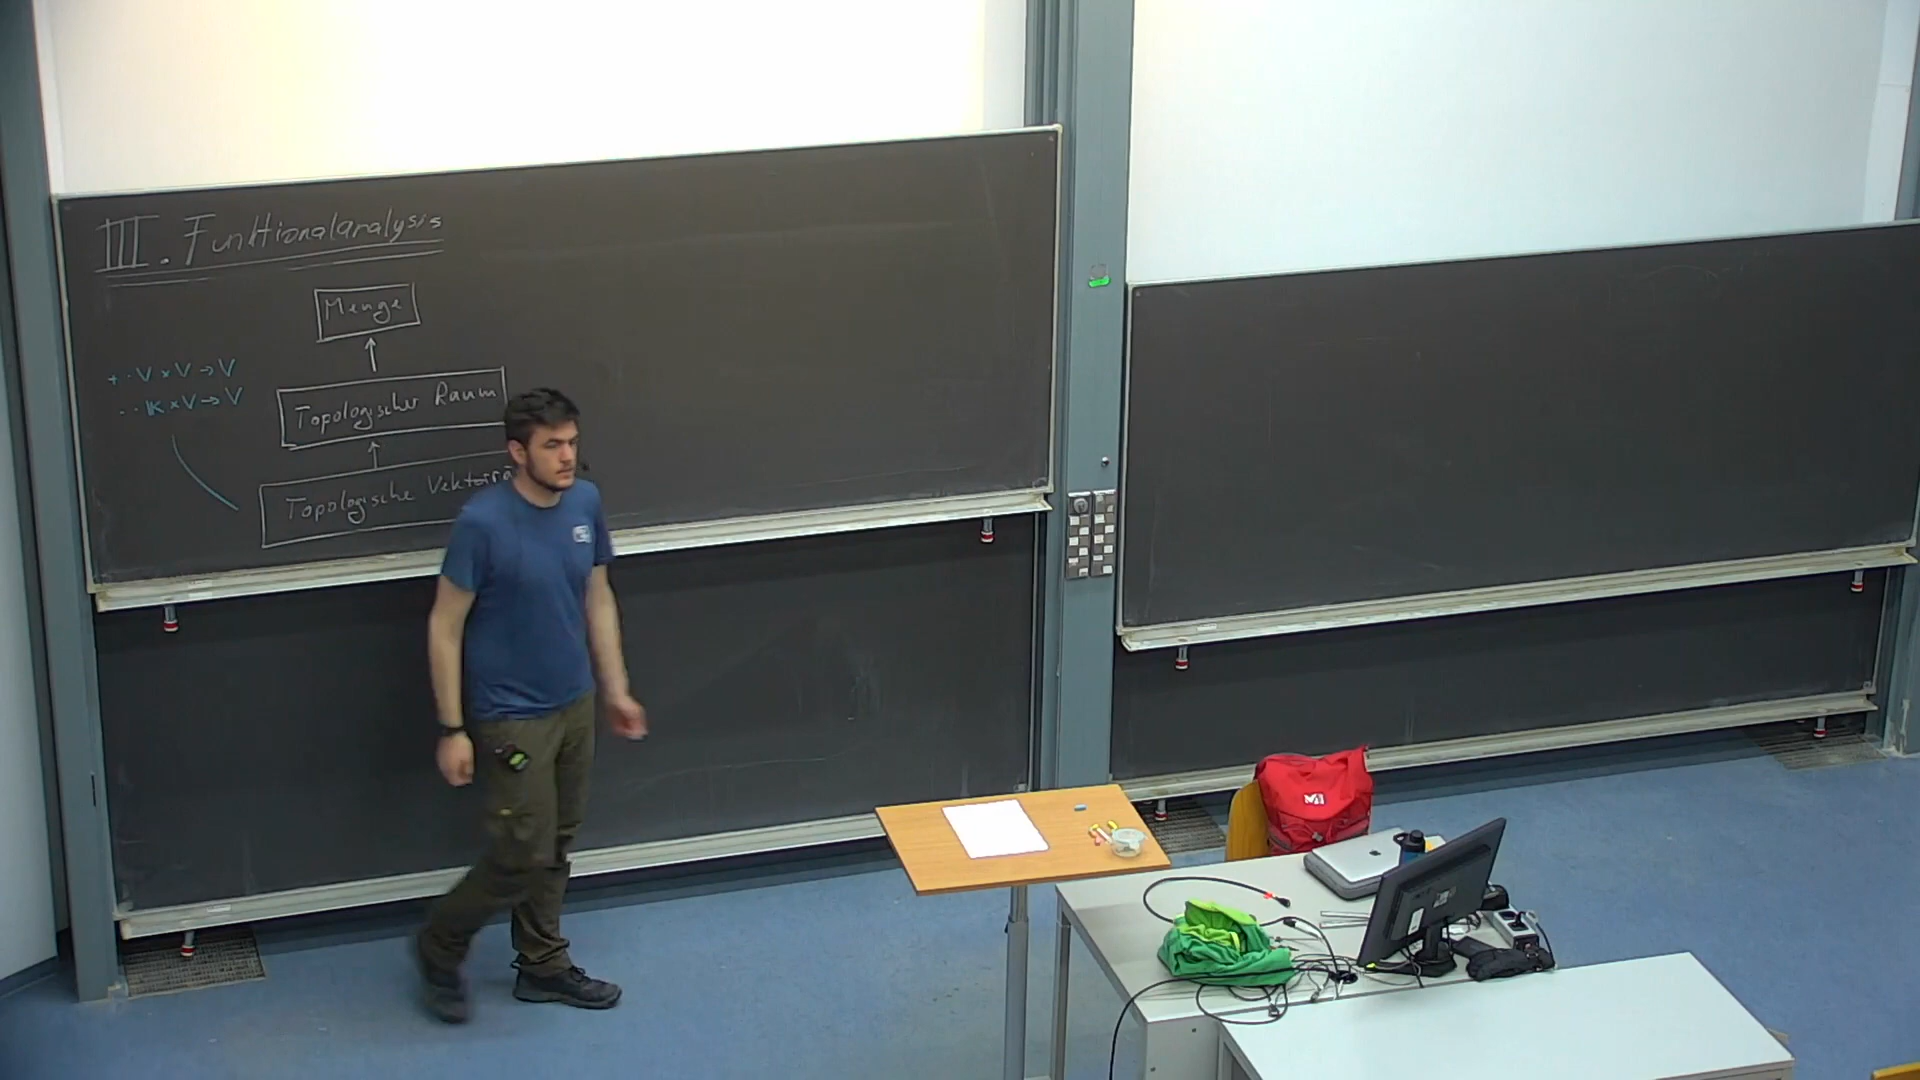 III. Funktionalanalysis
Menge
+: V × V → V
·: 𝕂 × V → V
Topologischer Raum
Topologische Vektorrä